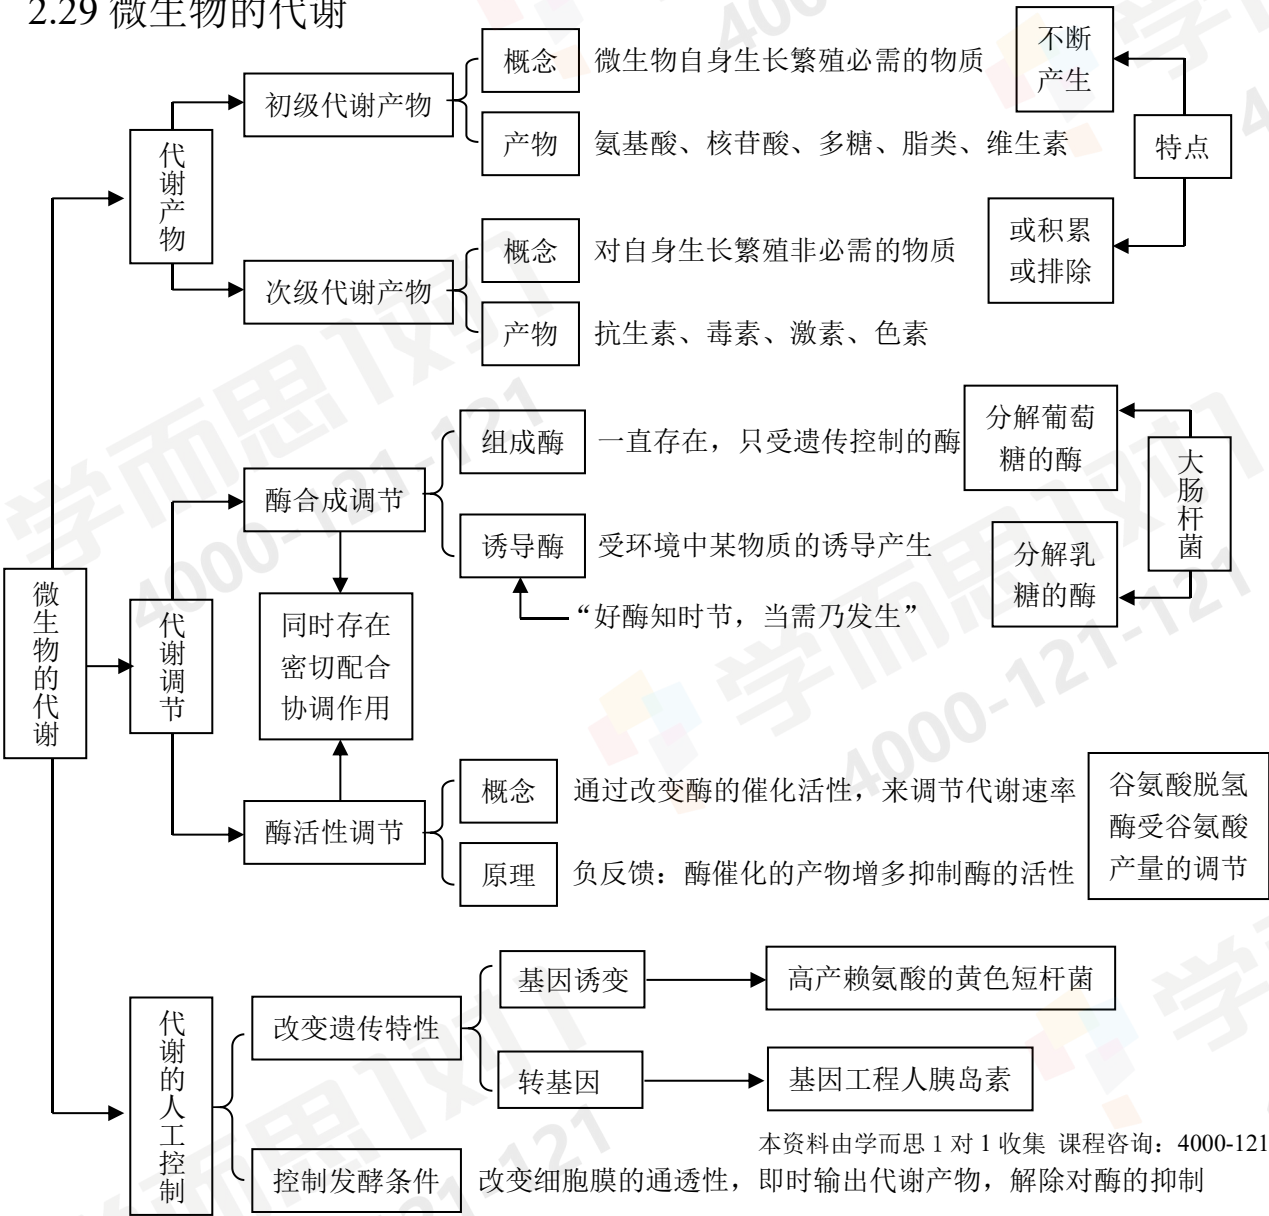 2.29 微生物的代谢
微生物的代谢
代谢产物
初级代谢产物
概念
微生物自身生长繁殖必需的物质
产物
氨基酸、核苷酸、多糖、脂类、维生素
次级代谢产物
概念
对自身生长繁殖非必需的物质
产物
抗生素、毒素、激素、色素
特点
不断
产生
或积累
或排除
代谢调节
酶合成调节
组成酶
一直存在，只受遗传控制的酶
诱导酶
受环境中某物质的诱导产生
“好酶知时节，当需乃发生”
大肠杆菌
分解葡萄
糖的酶
分解乳
糖的酶
同时存在
密切配合
协调作用
酶活性调节
概念
通过改变酶的催化活性，来调节代谢速率
原理
负反馈：酶催化的产物增多抑制酶的活性
谷氨酸脱氢
酶受谷氨酸
产量的调节
代谢的人工控制
改变遗传特性
基因诱变
高产赖氨酸的黄色短杆菌
转基因
基因工程人胰岛素
控制发酵条件
改变细胞膜的通透性，即时输出代谢产物，解除对酶的抑制
本资料由学而思 1 对 1 收集 课程咨询：4000-121
学而思1对1
4000-121-121